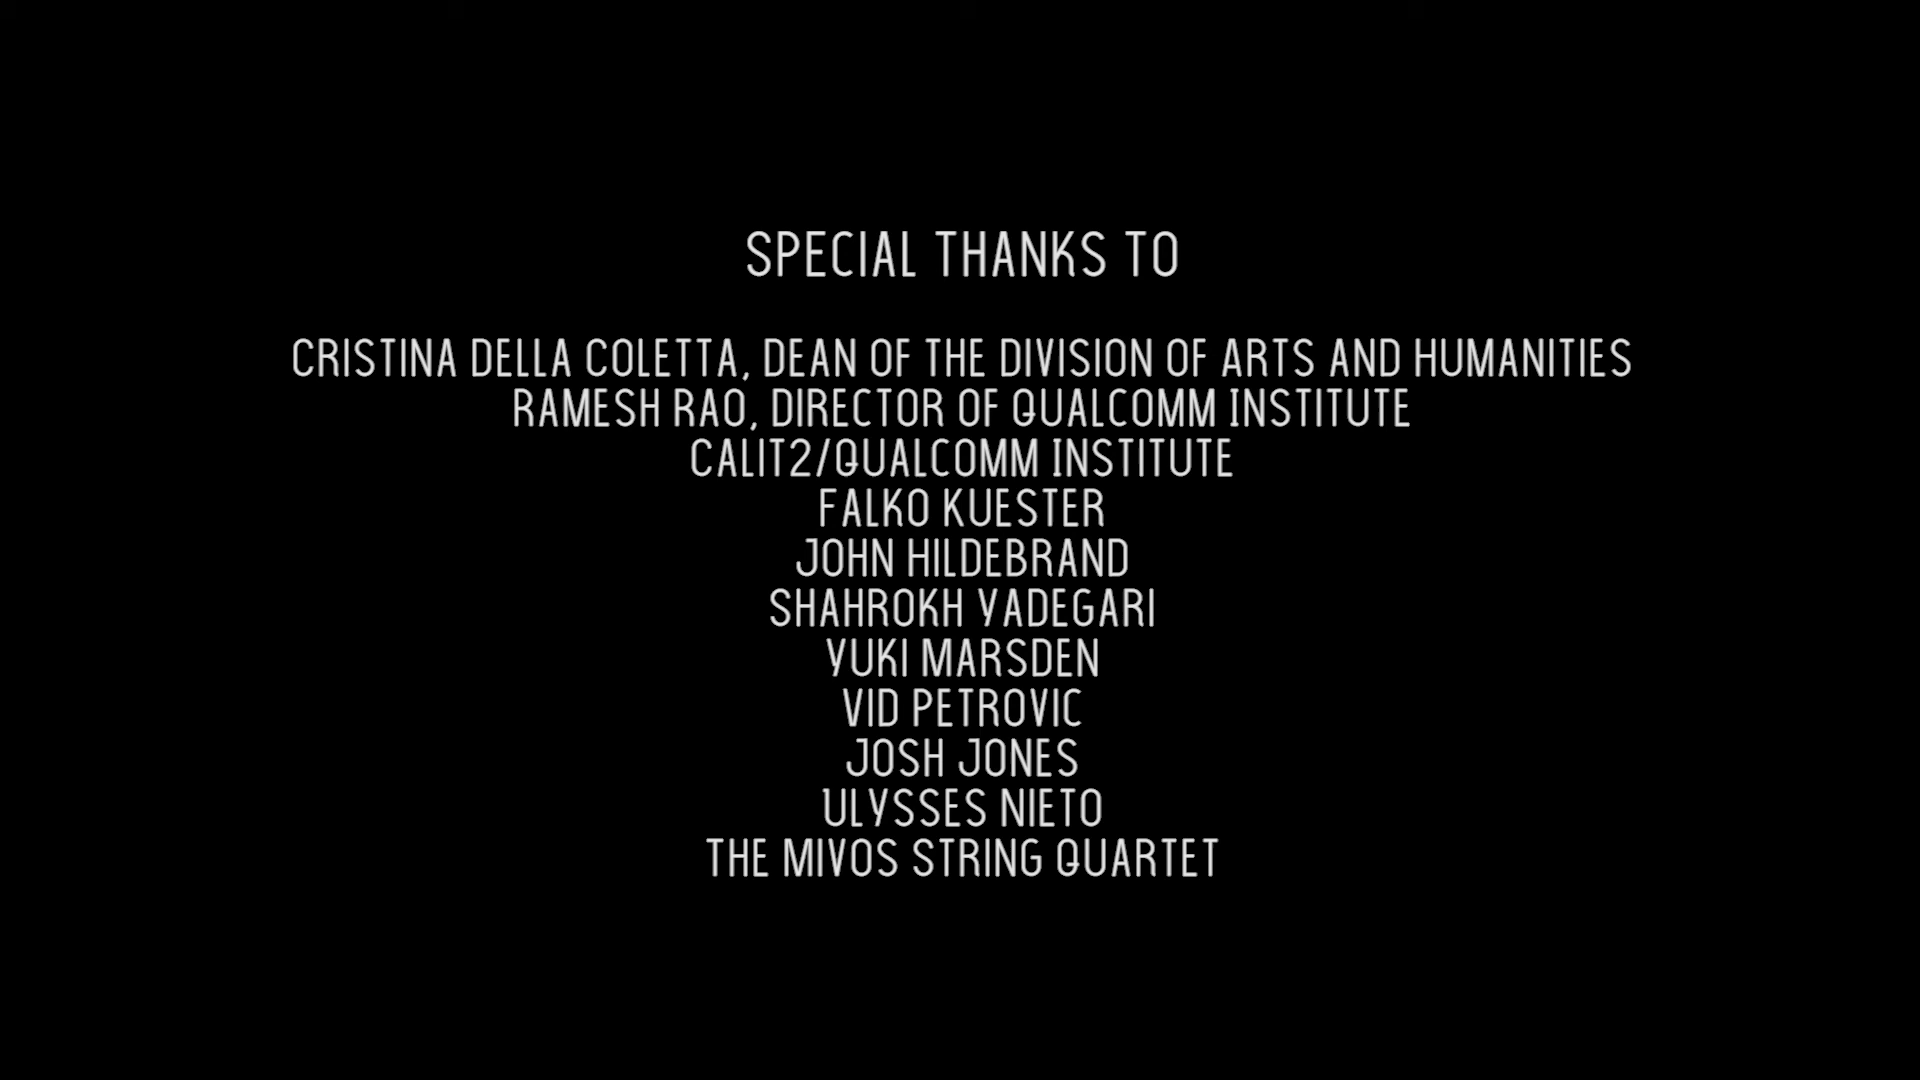 SPECIAL THANKS TO
CRISTINA DELLA COLETTA, DEAN OF THE DIVISION OF ARTS AND HUMANITIES
RAMESH RAO, DIRECTOR OF QUALCOMM INSTITUTE
CALIT2/QUALCOMM INSTITUTE
FALKO KUESTER
JOHN HILDEBRAND
SHAHROKH YADEGARI
YUKI MARSDEN
VID PETROVIC
JOSH JONES
ULYSSES NIETO
THE MIVOS STRING QUARTET